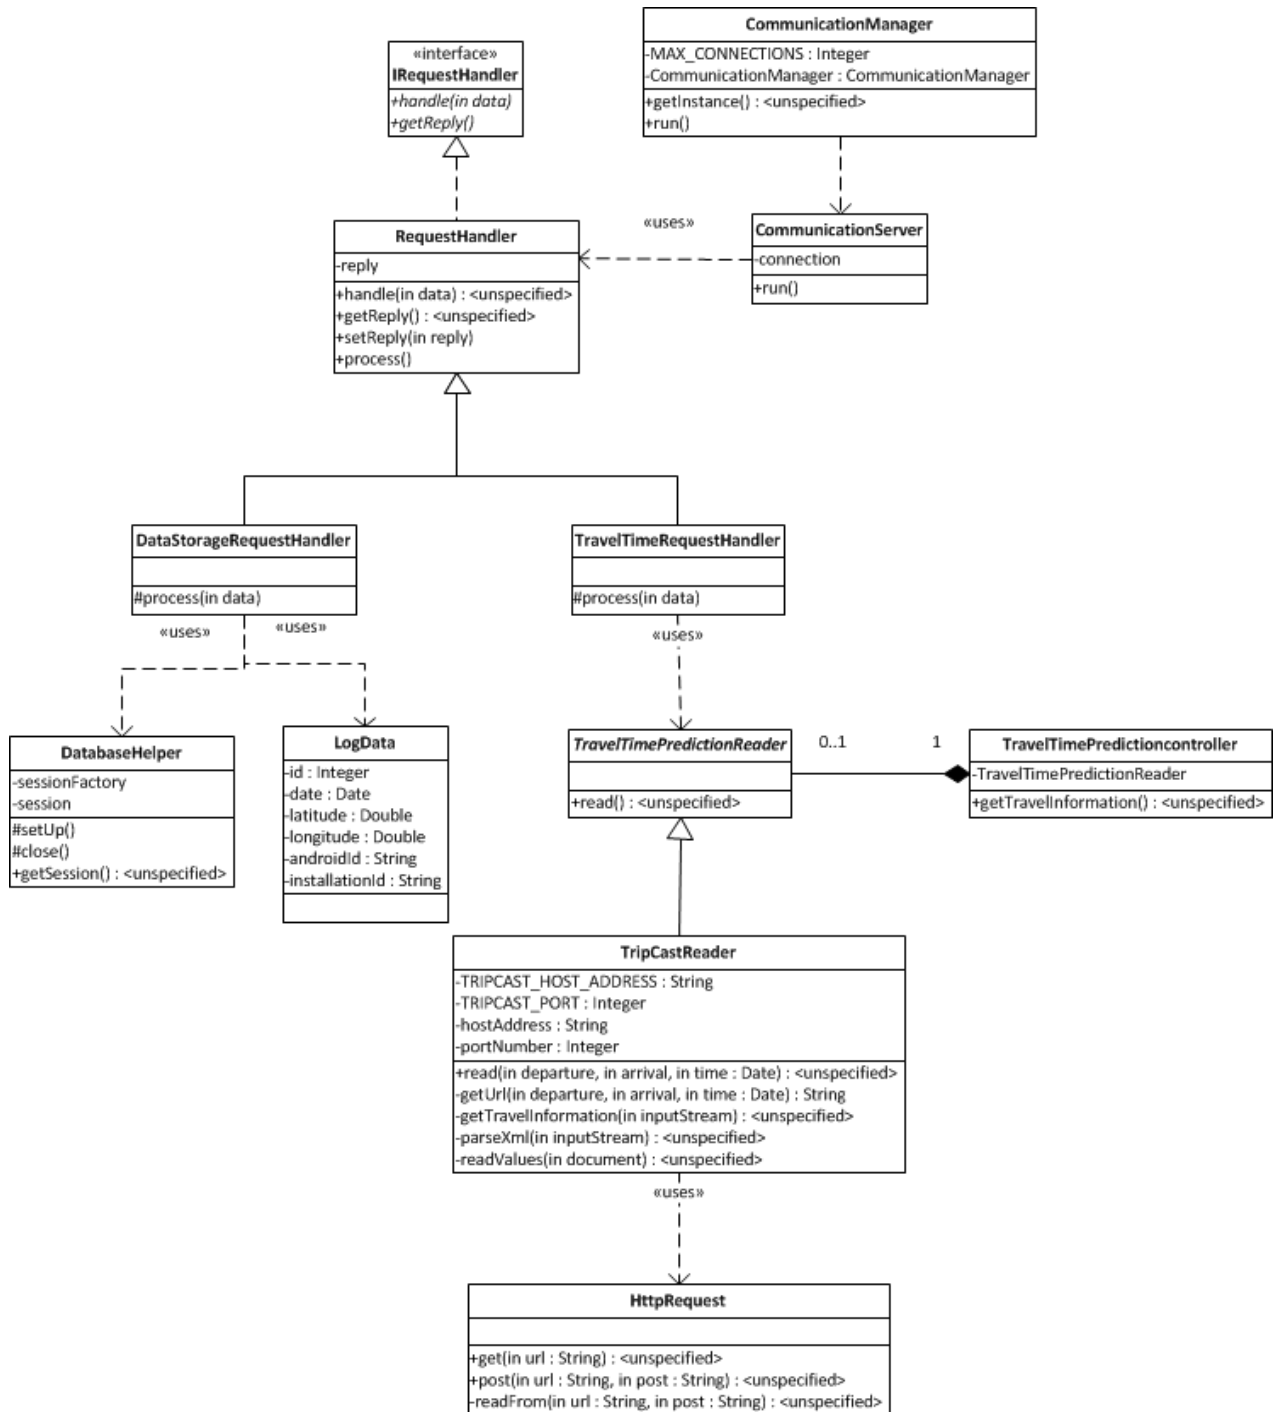 CommunicationManager
-MAX_CONNECTIONS : Integer
-CommunicationManager : CommunicationManager
+getInstance() : <unspecified>
+run()
«interface»
IRequestHandler
+handle(in data)
+getReply()
RequestHandler
-reply
+handle(in data) : <unspecified>
+getReply() : <unspecified>
+setReply(in reply)
+process()
«uses»
CommunicationServer
-connection
+run()
DataStorageRequestHandler
#process(in data)
TravelTimeRequestHandler
#process(in data)
«uses»
«uses»
«uses»
DatabaseHelper
-sessionFactory
-session
#setUp()
#close()
+getSession() : <unspecified>
LogData
-id : Integer
-date : Date
-latitude : Double
-longitude : Double
-androidId : String
-installationId : String
TravelTimePredictionReader
+read() : <unspecified>
0..1
1
TravelTimePredictioncontroller
-TravelTimePredictionReader
+getTravelInformation() : <unspecified>
TripCastReader
-TRIPCAST_HOST_ADDRESS : String
-TRIPCAST_PORT : Integer
-hostAddress : String
-portNumber : Integer
+read(in departure, in arrival, in time : Date) : <unspecified>
-getUrl(in departure, in arrival, in time : Date) : String
-getTravelInformation(in inputStream) : <unspecified>
-parseXml(in inputStream) : <unspecified>
-readValues(in document) : <unspecified>
«uses»
HttpRequest
+get(in url : String) : <unspecified>
+post(in url : String, in post : String) : <unspecified>
-readFrom(in url : String, in post : String) : <unspecified>